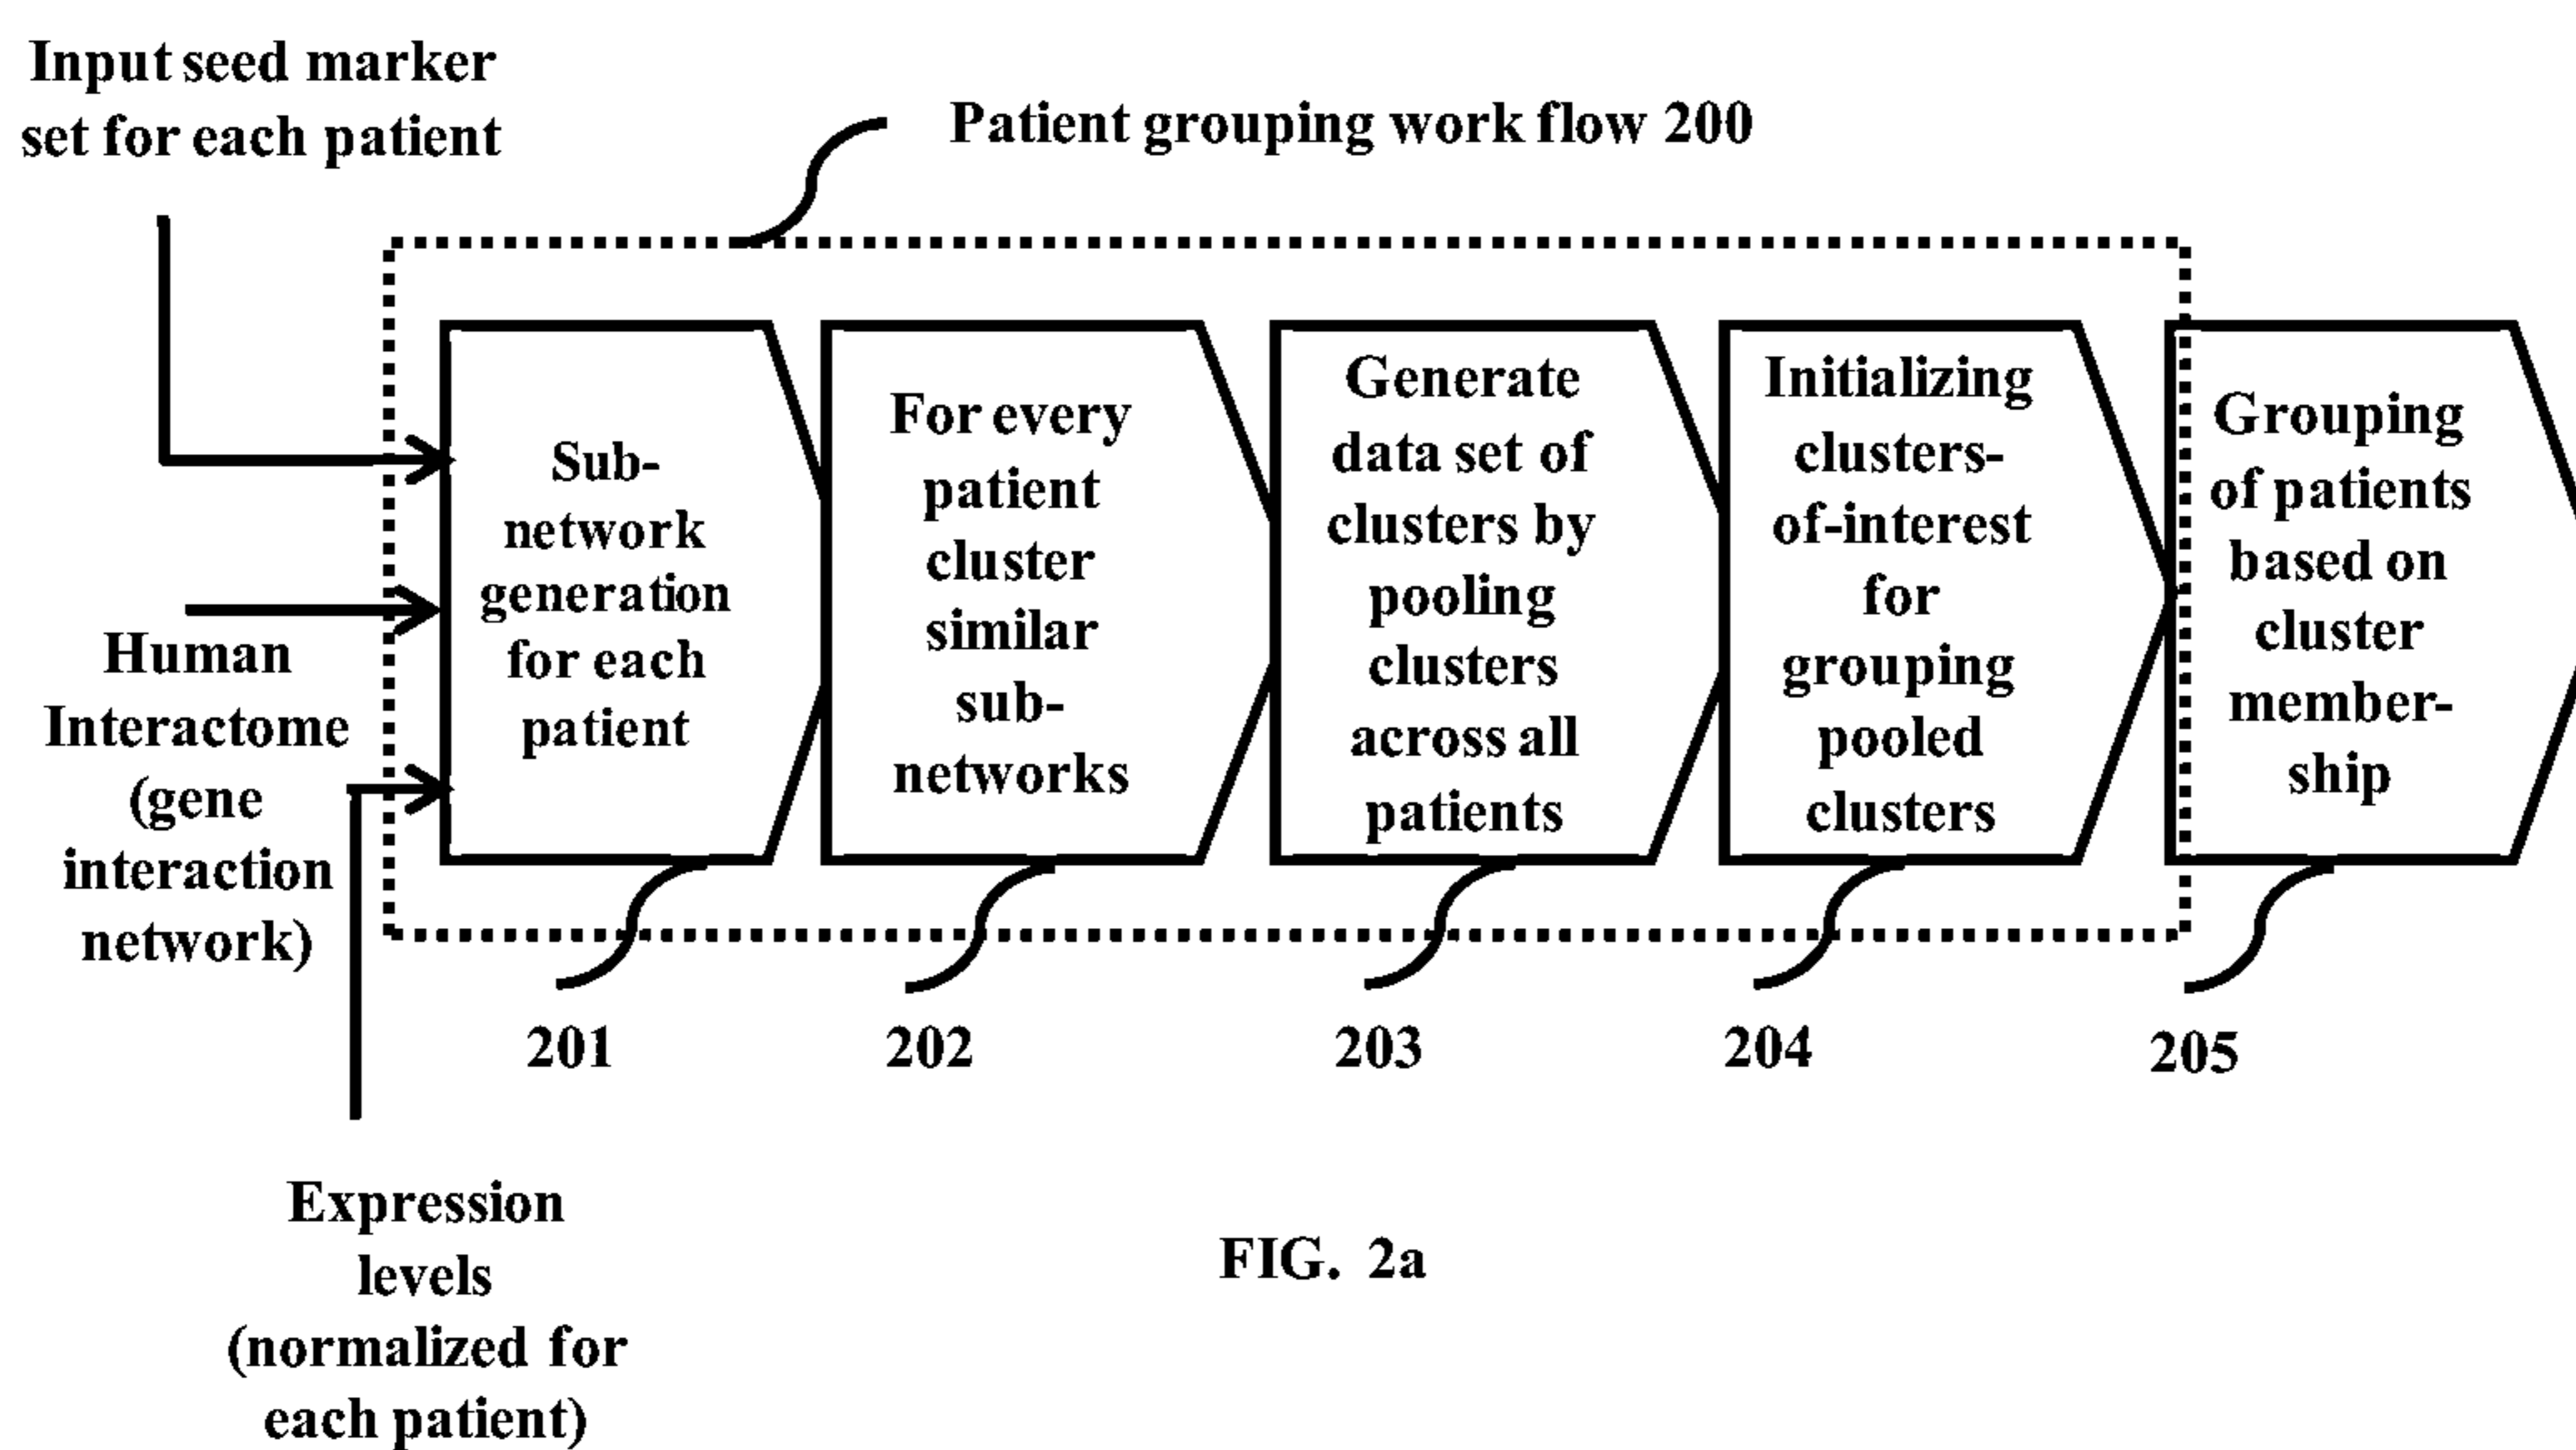 Input seed marker
set for each patient
Patient grouping work flow 200
Human
Interactome
(gene
interaction
network)
Expression
levels
(normalized for
each patient)
Sub-
network
generation
for each
patient
For every
patient
cluster
similar
sub-
networks
Generate
data set of
clusters by
pooling
clusters
across all
patients
Initializing
clusters-
of-interest
for
grouping
pooled
clusters
Grouping
of patients
based on
cluster
member-
ship
201
202
203
204
205
FIG. 2a